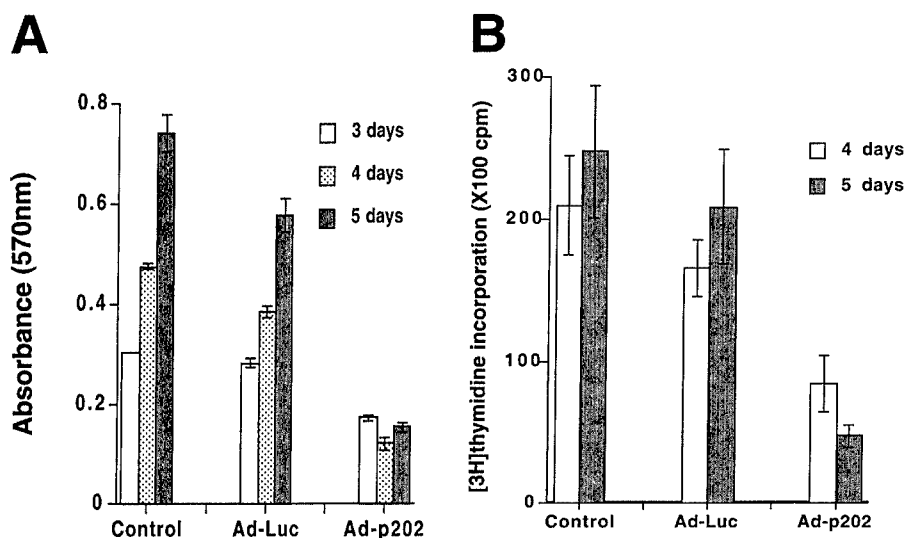 A
Absorbance (570nm)
0.8
0.6
0.4
0.2
0
3 days
4 days
5 days
Control
Ad-Luc
Ad-p202
B
[3H]thymidine incorporation (X100 cpm)
300
200
100
0
4 days
5 days
Control
Ad-Luc
Ad-p202